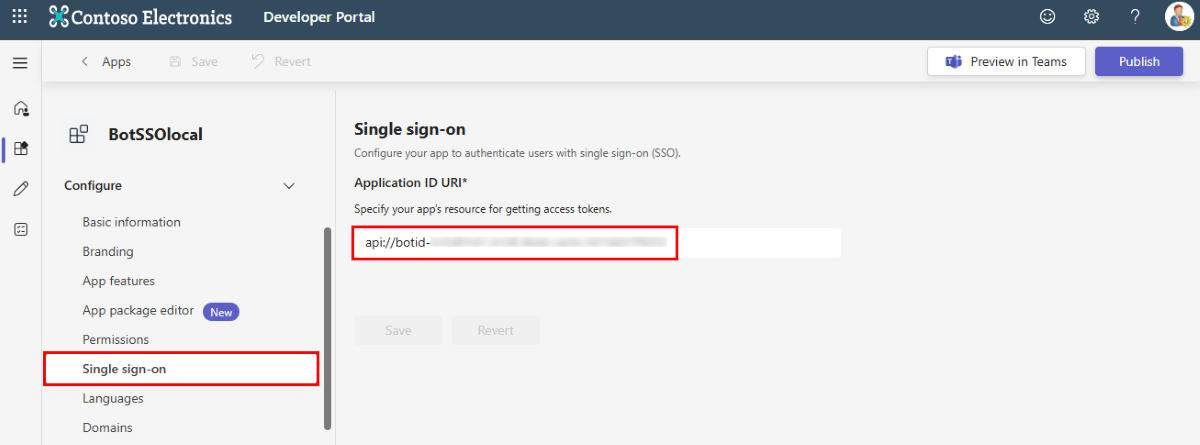 Contoso Electronics Developer Portal
Apps Save Revert Preview in Teams Publish
BotSSOlocal
Configure
Basic information
Branding
App features
App package editor New
Permissions
Single sign-on
Languages
Domains
Single sign-on
Configure your app to authenticate users with single sign-on (SSO).
Application ID URI*
Specify your app's resource for getting access tokens.
api://botid-
Save Revert